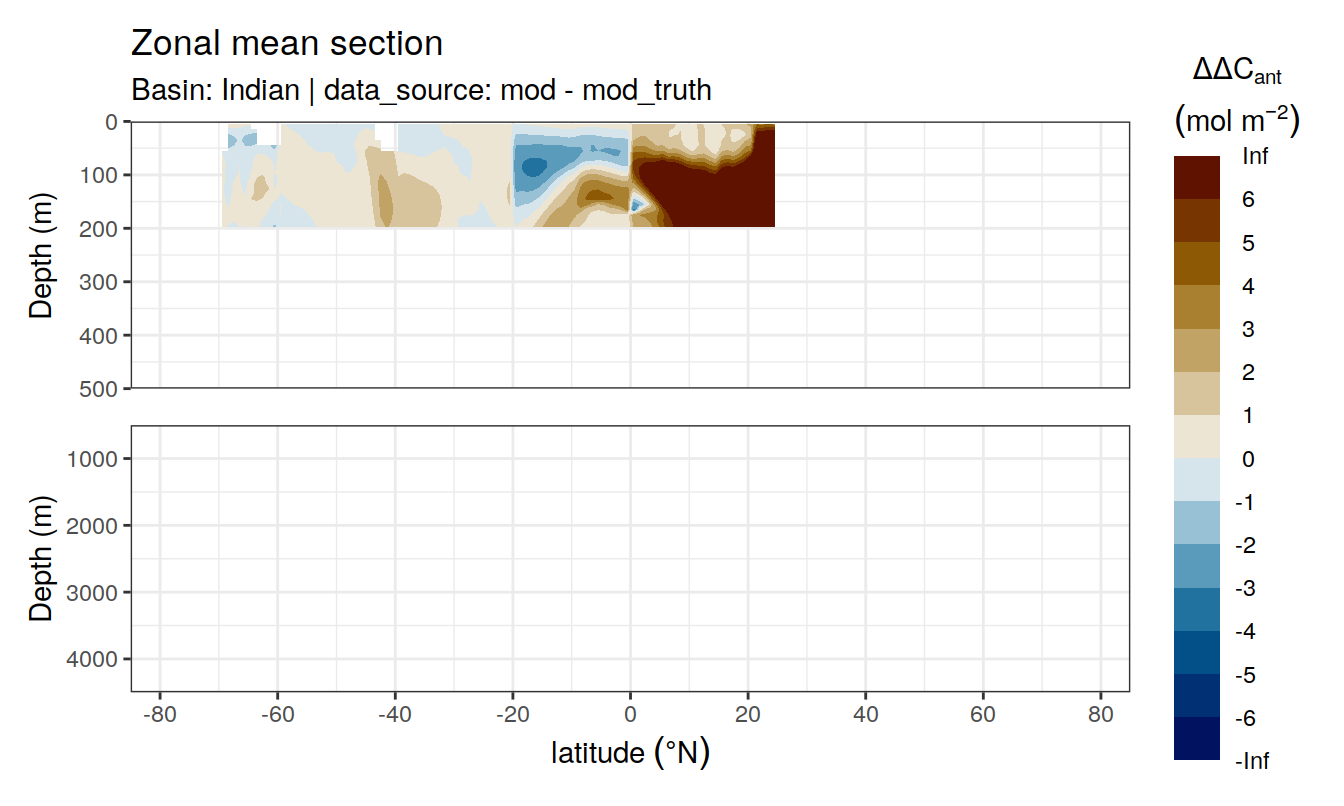 Zonal mean section
Basin: Indian | data_source: mod - mod_truth
ΔΔCant
(mol m−2)
Depth (m)
0
100
200
300
400
500
Depth (m)
1000
2000
3000
4000
-80 -60 -40 -20 0 20 40 60 80
latitude (°N)
Inf
6
5
4
3
2
1
0
-1
-2
-3
-4
-5
-6
-Inf